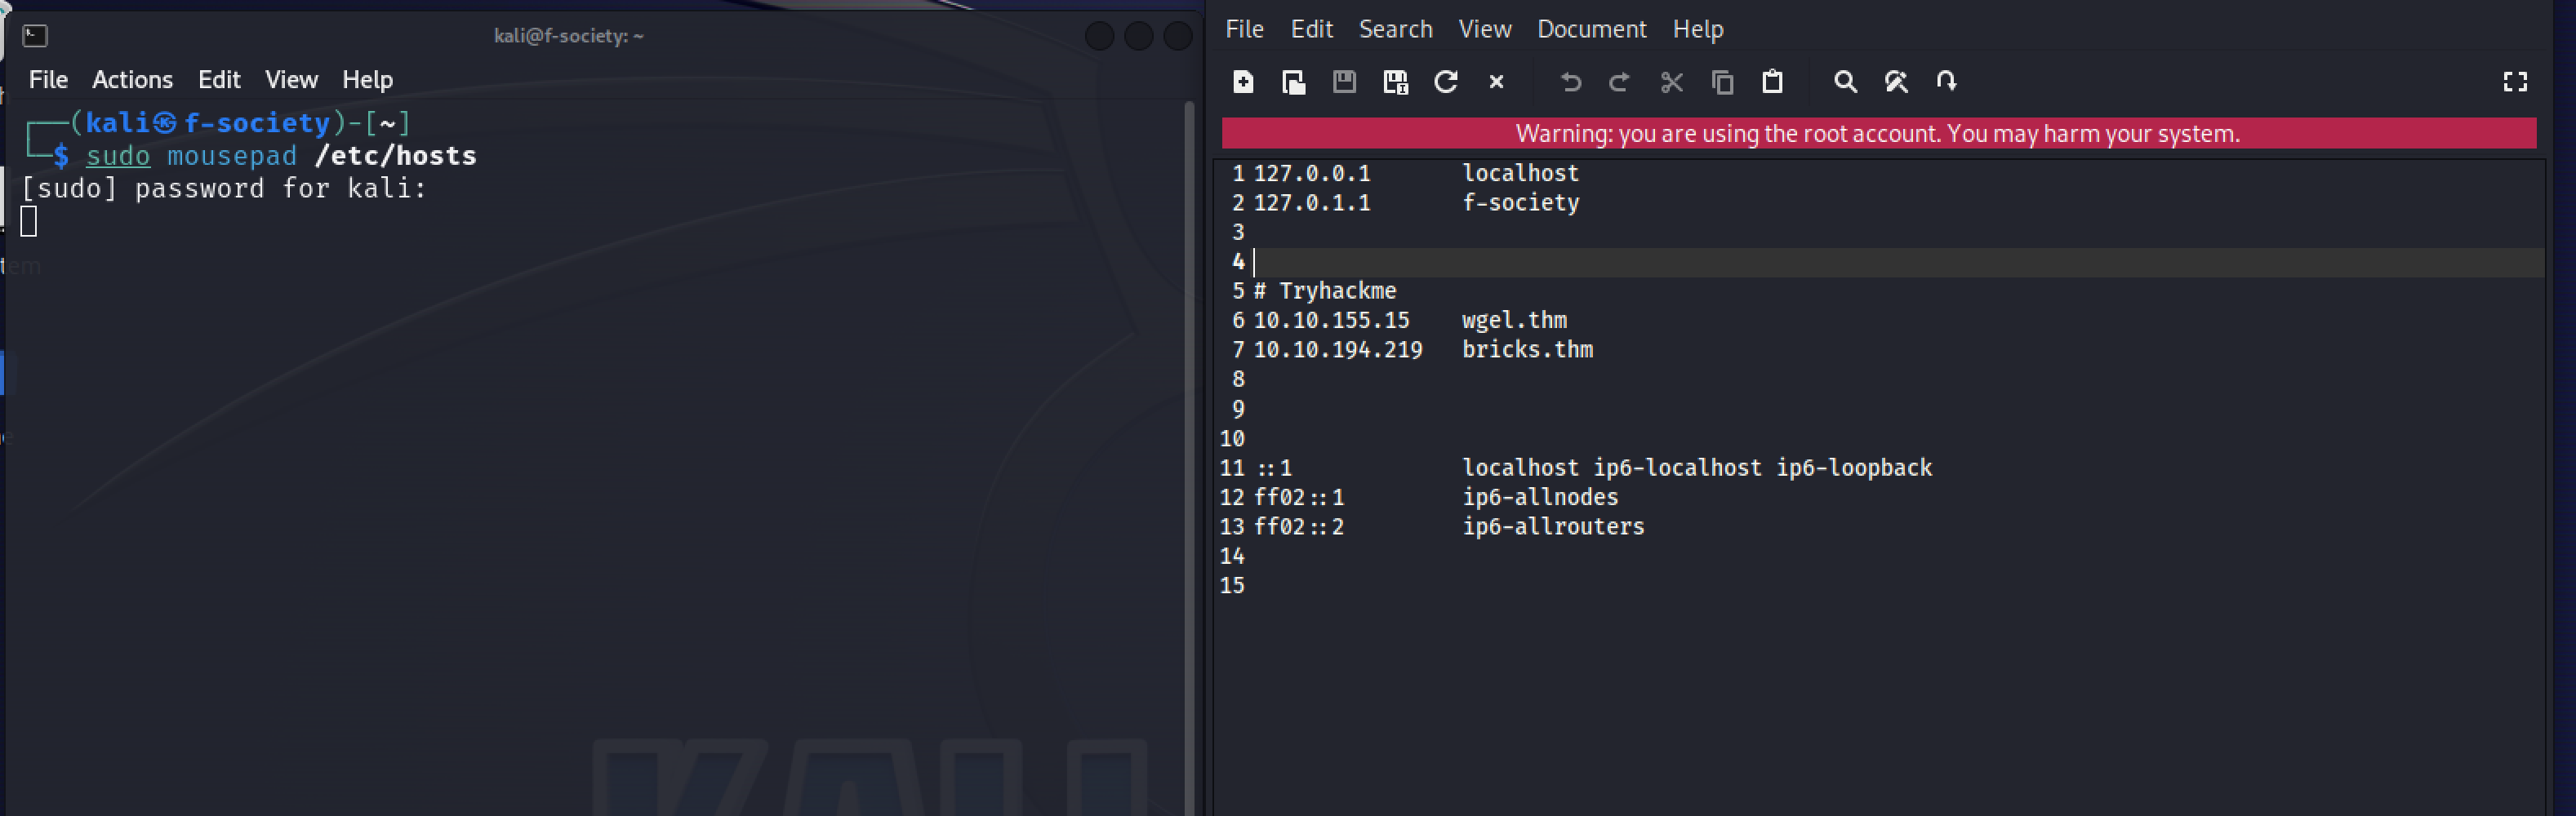 kali@f-society: ~
File Actions Edit View Help
┌──(kali㉿f-society)-[~]
└─$ sudo mousepad /etc/hosts
[sudo] password for kali:
KALI
File Edit Search View Document Help
Warning: you are using the root account. You may harm your system.
1 127.0.0.1 localhost
2 127.0.1.1 f-society
3
4
5 # Tryhackme
6 10.10.155.15 wgel.thm
7 10.10.194.219 bricks.thm
8
9
10
11 ::1 localhost ip6-localhost ip6-loopback
12 ff02::1 ip6-allnodes
13 ff02::2 ip6-allrouters
14
15